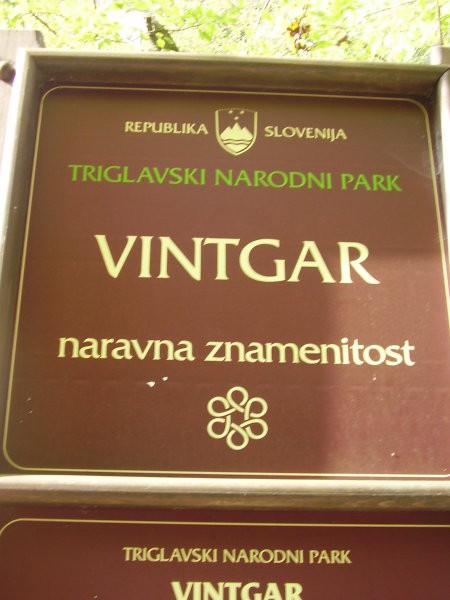 REPUBLIKA SLOVENIJA
TRIGLAVSKI NARODNI PARK
VINTGAR
naravna znamenitost
TRIGLAVSKI NARODNI PARK
VINTGAR